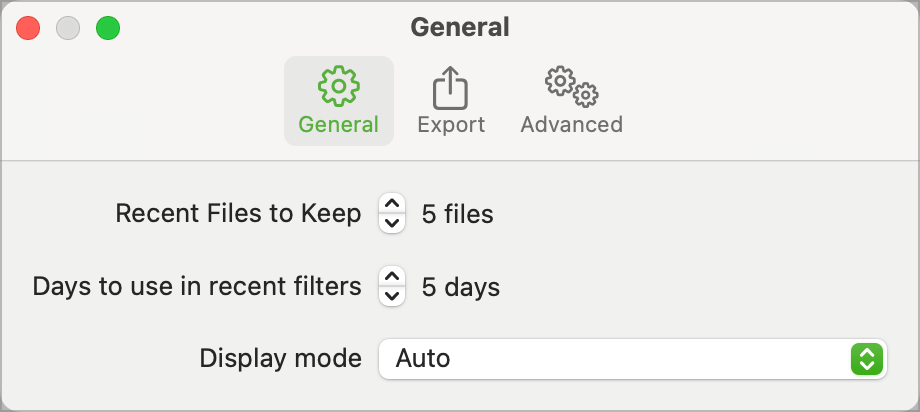 General
General Export Advanced
Recent Files to Keep 5 files
Days to use in recent filters 5 days
Display mode Auto